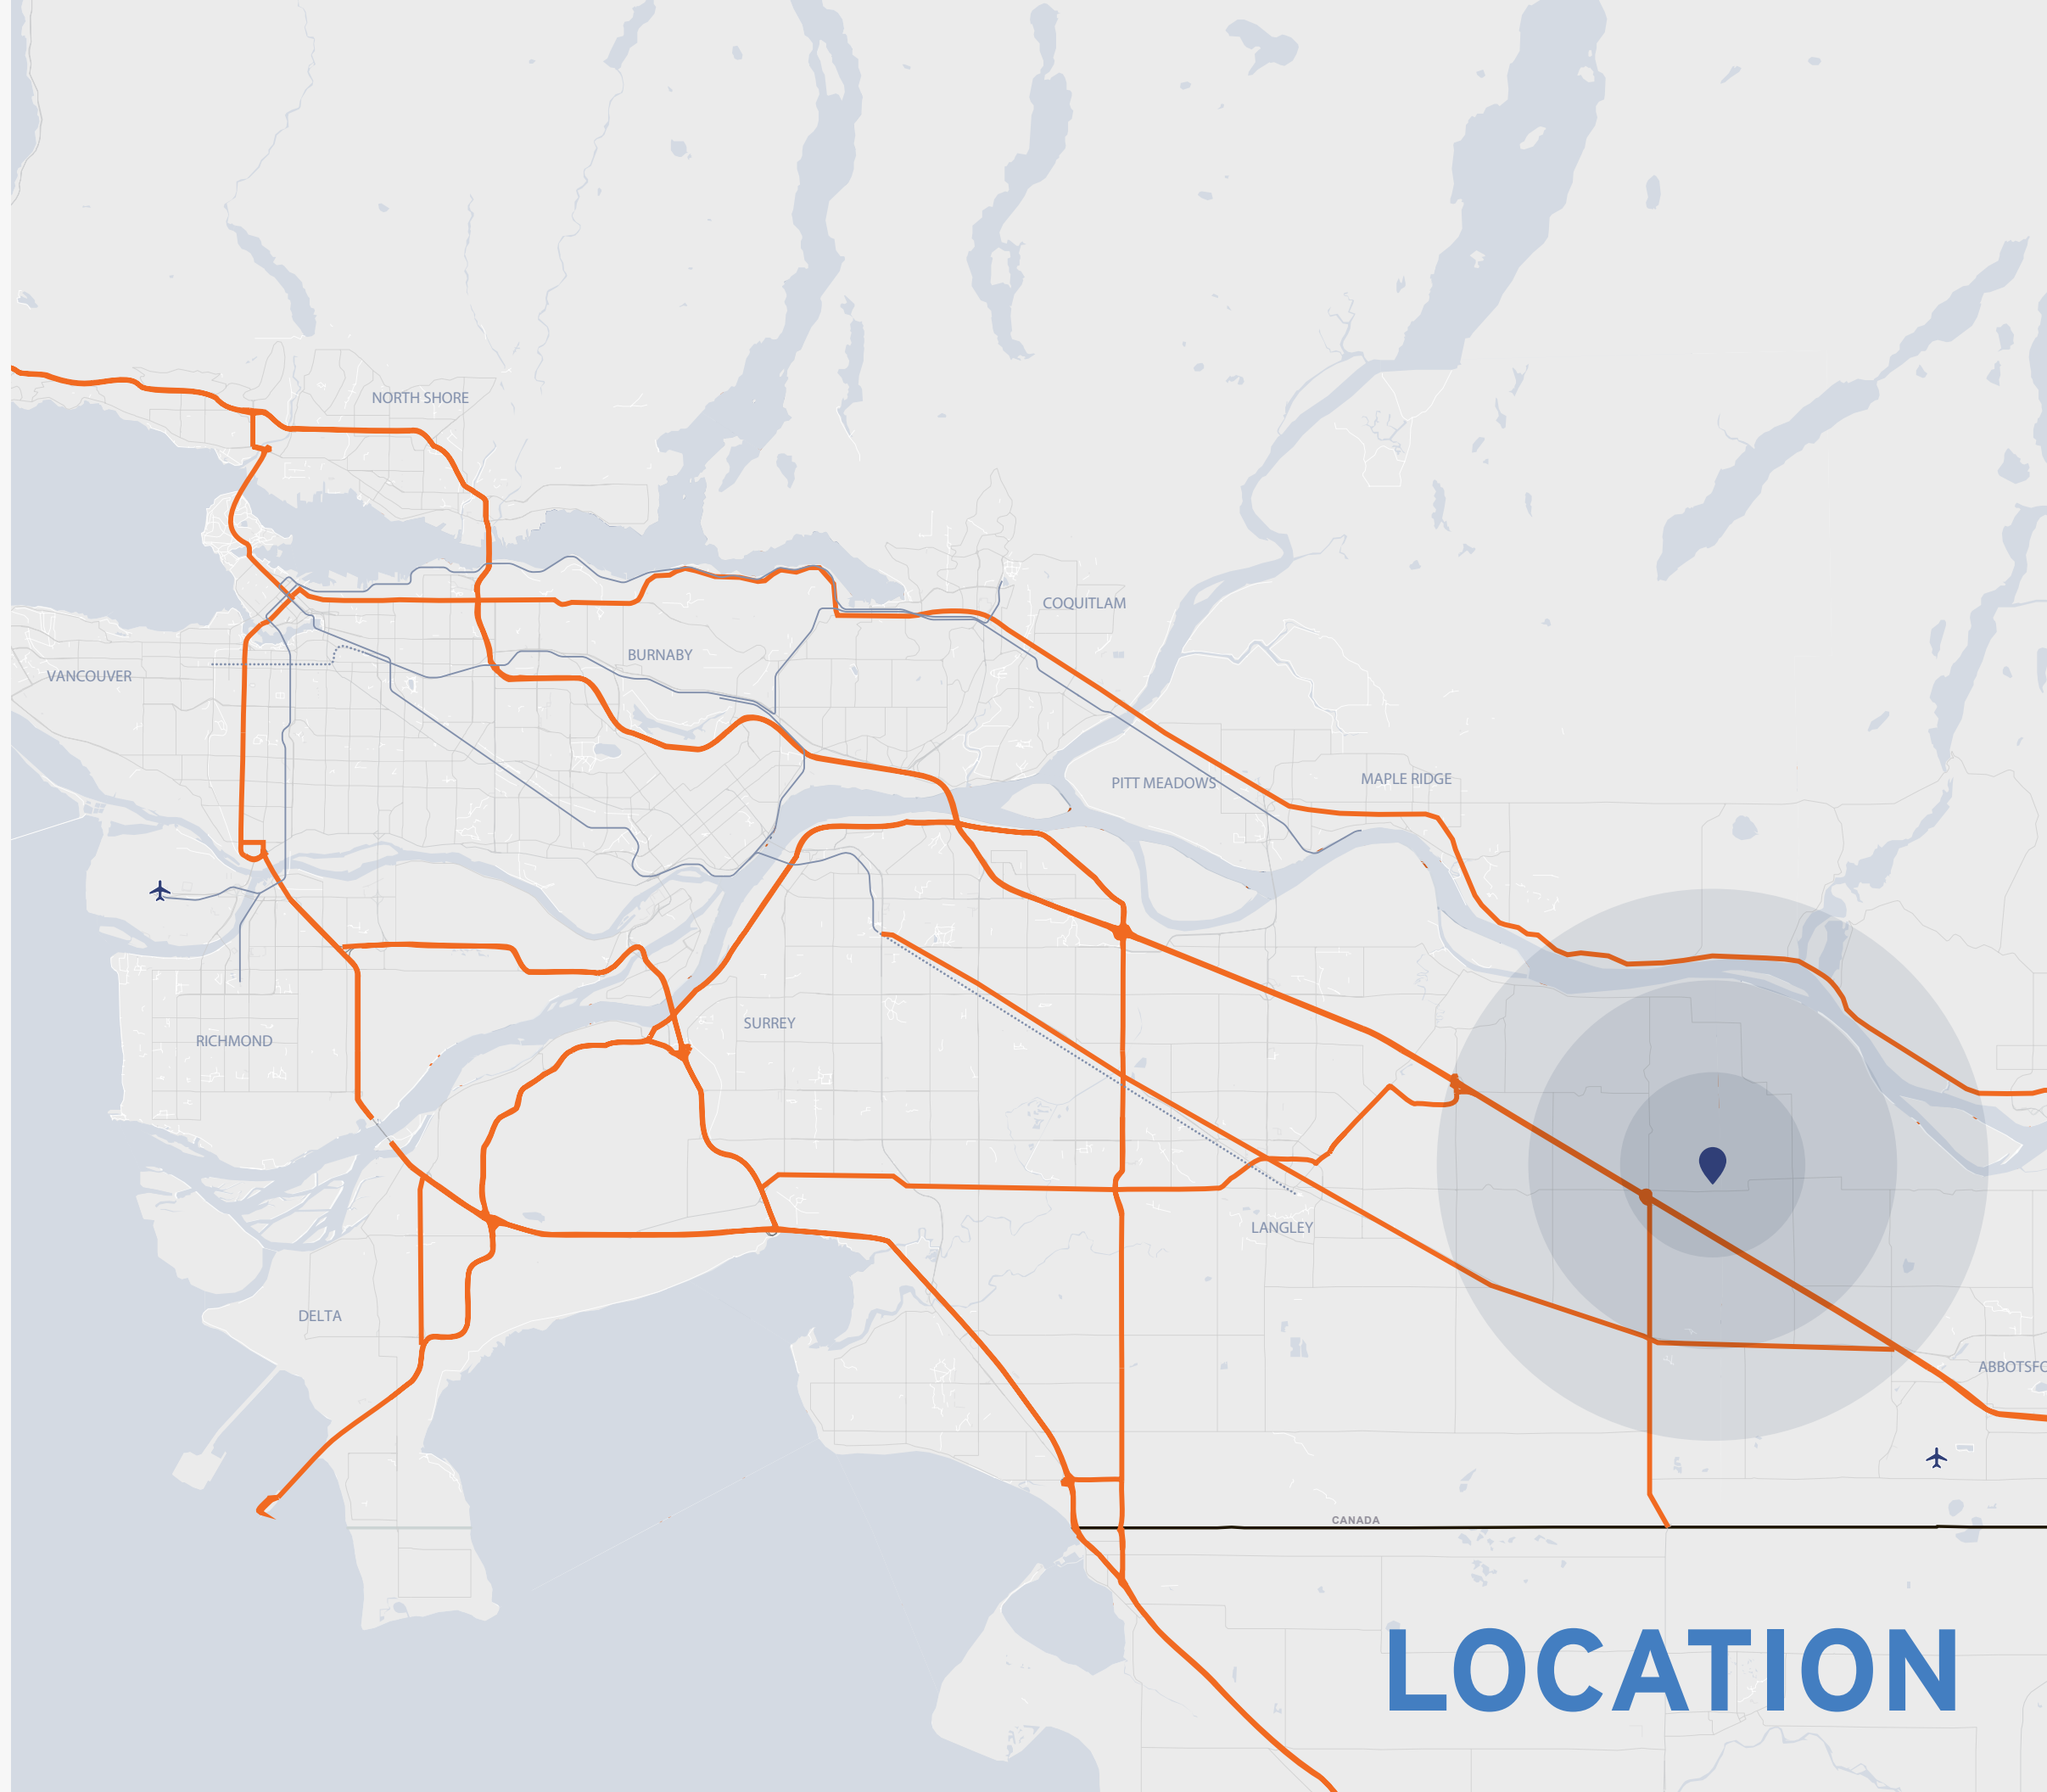 NORTH SHORE
COQUITLAM
BURNABY
VANCOUVER
PITT MEADOWS
MAPLE RIDGE
SURREY
RICHMOND
LANGLEY
DELTA
ABBOTSFO
CANADA
LOCATION